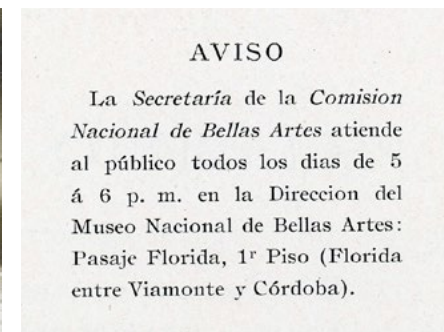 AVISO
La Secretaría de la Comision
Nacional de Bellas Artes atiende
al público todos los dias de 5
á 6 p. m. en la Direccion del
Museo Nacional de Bellas Artes:
Pasaje Florida, 1r Piso (Florida
entre Viamonte y Córdoba).